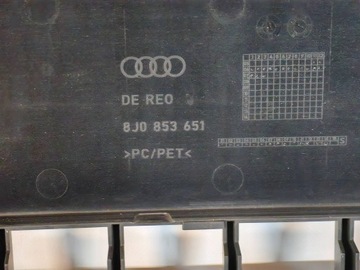 DE REO
8J0 853 651
>PC/PET<